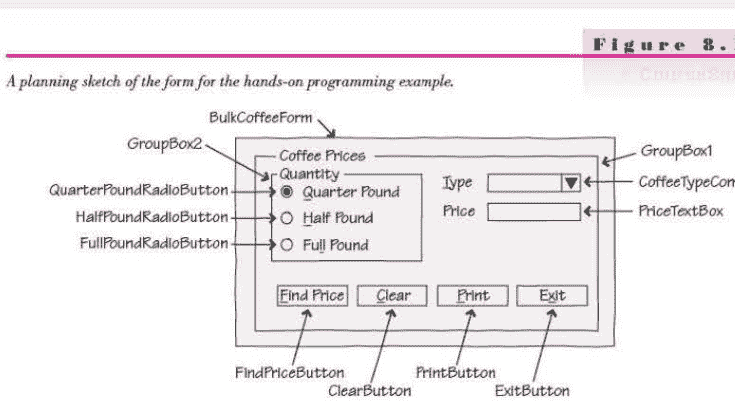 Figure 8.
A planning sketch of the form for the hands-on programming example.
BulkCoffeeForm
GroupBox2
Coffee Prices
GroupBox1
Quantity
QuarterPoundRadioButton
Quarter Pound
Type
CoffeeTypeCom
HalfPoundRadioButton
Half Pound
Price
PriceTextBox
FullPoundRadioButton
Full Pound
Find Price
Clear
Print
Exit
FindPriceButton
PrintButton
ClearButton
ExitButton